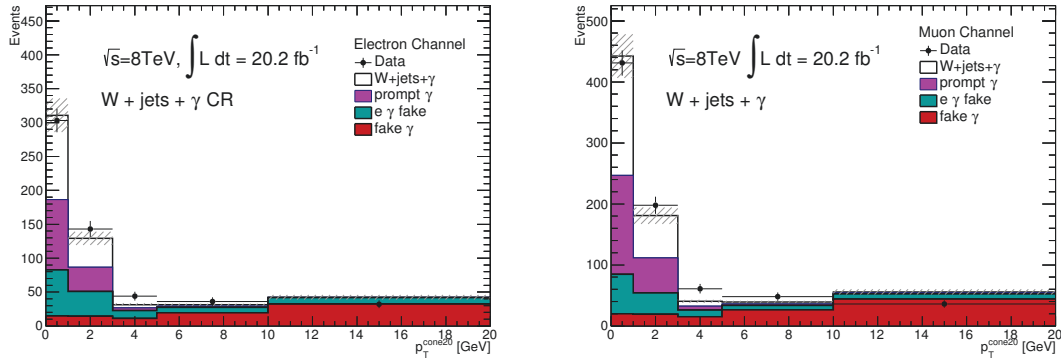 Events
450
400
350
300
250
200
150
100
50
0
√s=8TeV, ∫ L dt = 20.2 fb⁻¹
W + jets + γ CR
Electron Channel
Data
W+jets+γ
prompt γ
e γ fake
fake γ
0 2 4 6 8 10 12 14 16 18 20
p_T^cone20 [GeV]
Events
500
400
300
200
100
0
√s=8TeV ∫ L dt = 20.2 fb⁻¹
W + jets + γ
Muon Channel
Data
W+jets+γ
prompt γ
e γ fake
fake γ
0 2 4 6 8 10 12 14 16 18 20
p_T^cone20 [GeV]